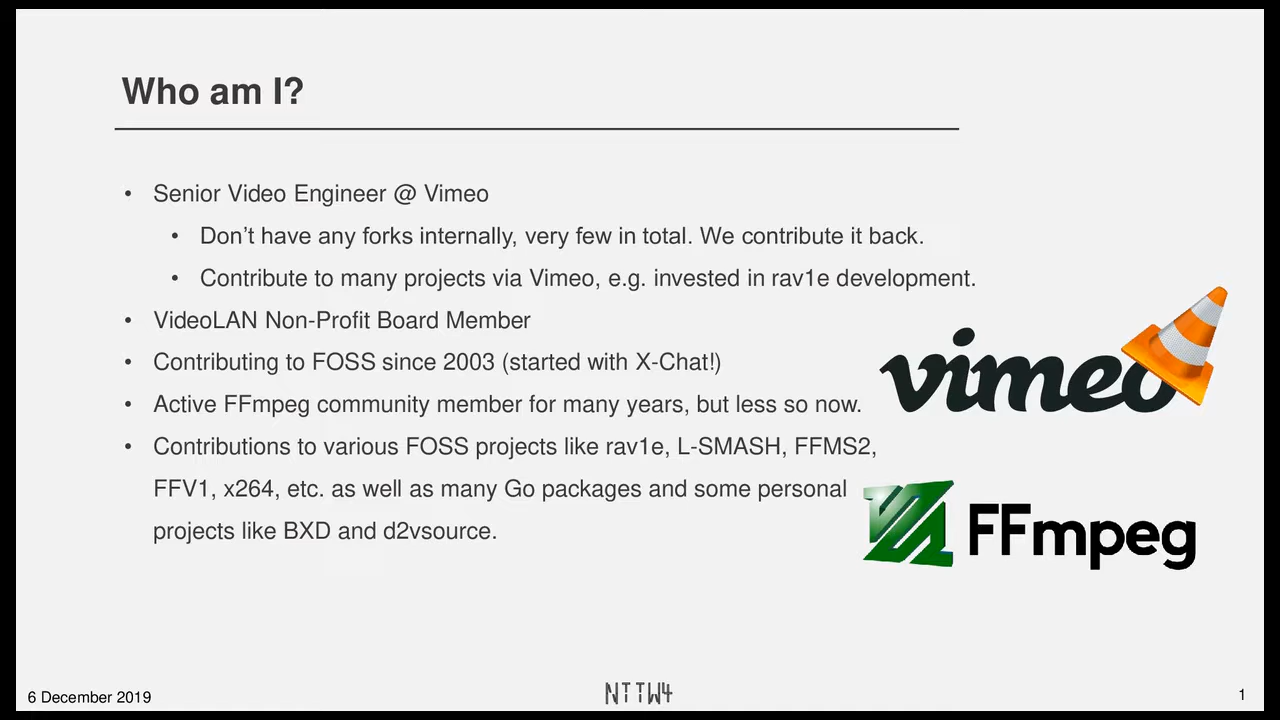 Who am I?
• Senior Video Engineer @ Vimeo
• Don’t have any forks internally, very few in total. We contribute it back.
• Contribute to many projects via Vimeo, e.g. invested in rav1e development.
• VideoLAN Non-Profit Board Member
• Contributing to FOSS since 2003 (started with X-Chat!)
• Active FFmpeg community member for many years, but less so now.
• Contributions to various FOSS projects like rav1e, L-SMASH, FFMS2,
FFV1, x264, etc. as well as many Go packages and some personal
projects like BXD and d2vsource.
vimeo
FFmpeg
6 December 2019
NTTW4
1